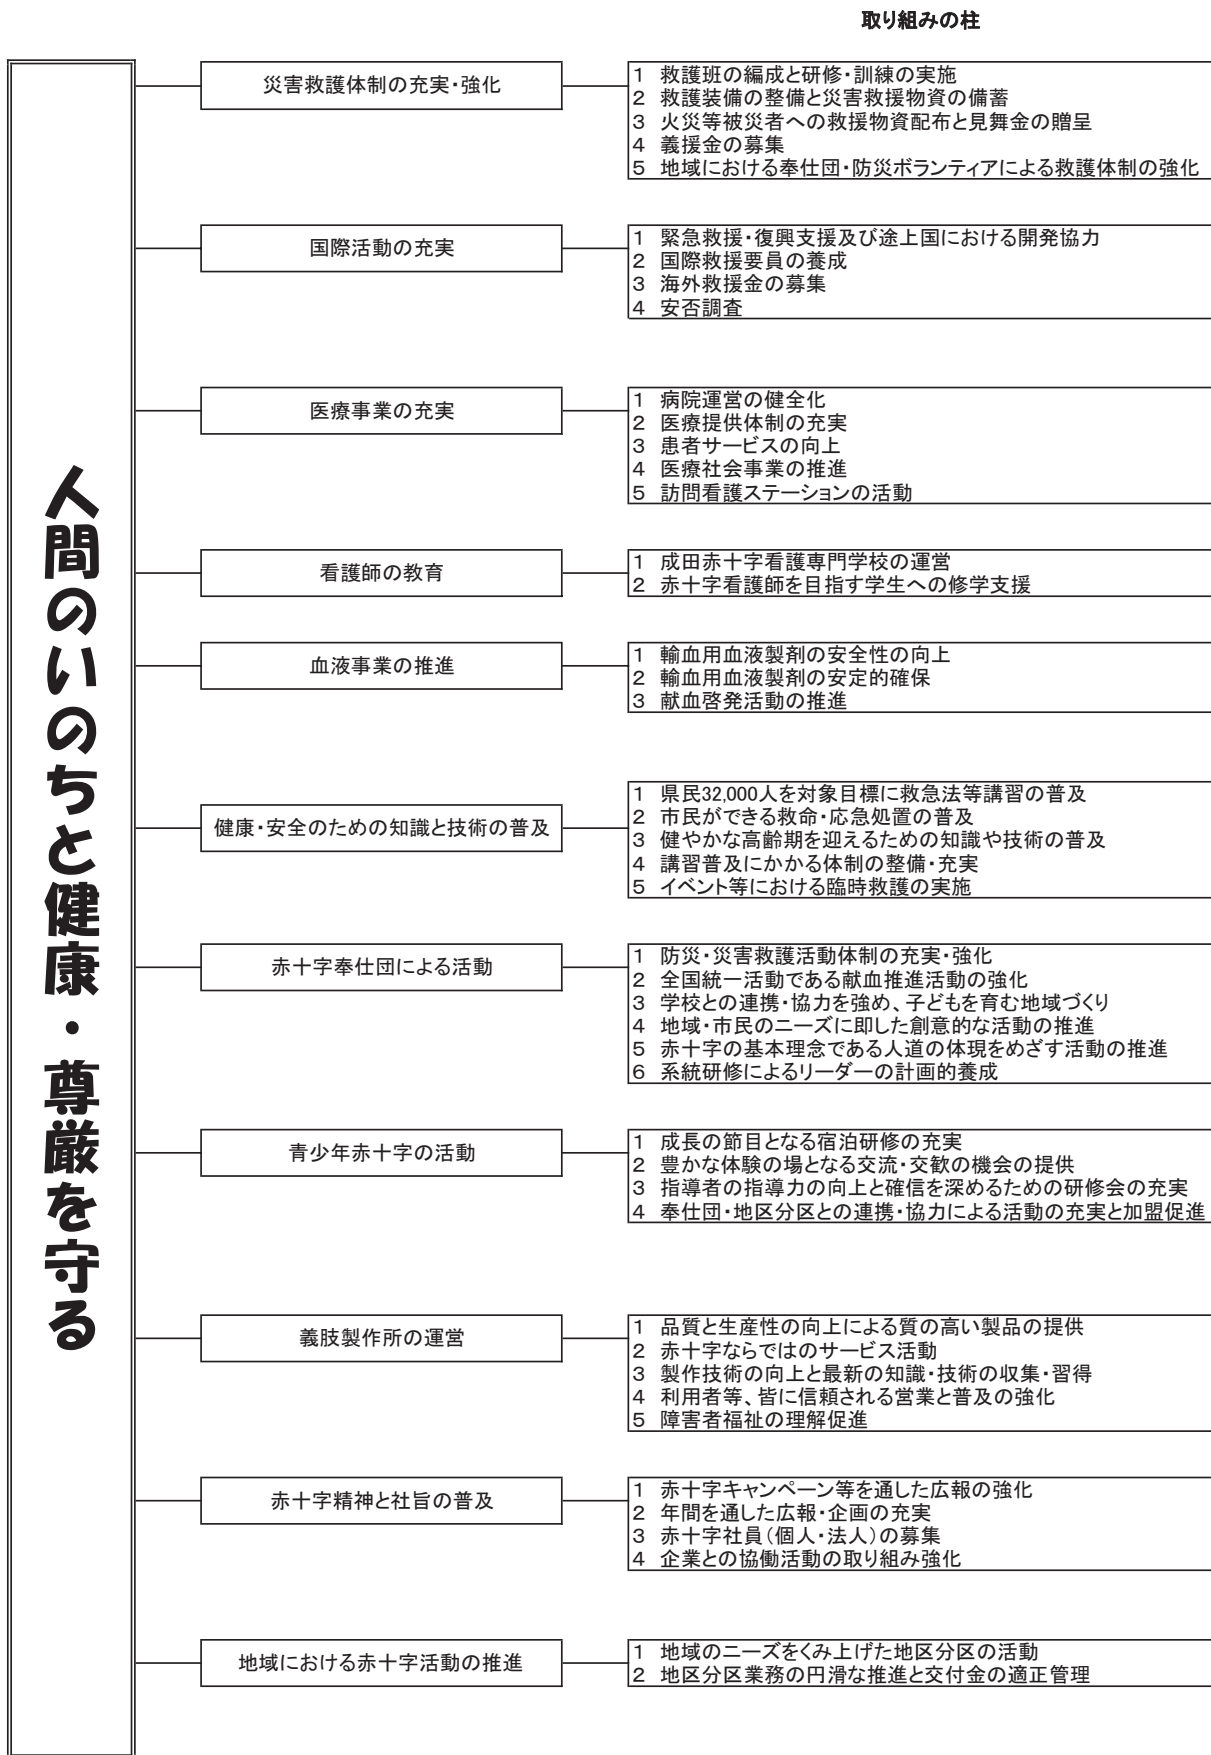 取り組みの柱
人間のいのちと健康・尊厳を守る
災害救護体制の充実・強化
1 救護班の編成と研修・訓練の実施
2 救護装備の整備と災害救援物資の備蓄
3 火災等被災者への救援物資配布と見舞金の贈呈
4 義援金の募集
5 地域における奉仕団・防災ボランティアによる救護体制の強化
国際活動の充実
1 緊急救援・復興支援及び途上国における開発協力
2 国際救援要員の養成
3 海外救援金の募集
4 安否調査
医療事業の充実
1 病院運営の健全化
2 医療提供体制の充実
3 患者サービスの向上
4 医療社会事業の推進
5 訪問看護ステーションの活動
看護師の教育
1 成田赤十字看護専門学校の運営
2 赤十字看護師を目指す学生への修学支援
血液事業の推進
1 輸血用血液製剤の安全性の向上
2 輸血用血液製剤の安定的確保
3 献血啓発活動の推進
健康・安全のための知識と技術の普及
1 県民32,000人を対象目標に救急法等講習の普及
2 市民ができる救命・応急処置の普及
3 健やかな高齢期を迎えるための知識や技術の普及
4 講習普及にかかる体制の整備・充実
5 イベント等における臨時救護の実施
赤十字奉仕団による活動
1 防災・災害救護活動体制の充実・強化
2 全国統一活動である献血推進活動の強化
3 学校との連携・協力を強め、子どもを育む地域づくり
4 地域・市民のニーズに即した創意的な活動の推進
5 赤十字の基本理念である人道の体現をめざす活動の推進
6 系統研修によるリーダーの計画的養成
青少年赤十字の活動
1 成長の節目となる宿泊研修の充実
2 豊かな体験の場となる交流・交歓の機会の提供
3 指導者の指導力の向上と確信を深めるための研修会の充実
4 奉仕団・地区分区との連携・協力による活動の充実と加盟促進
義肢製作所の運営
1 品質と生産性の向上による質の高い製品の提供
2 赤十字ならではのサービス活動
3 製作技術の向上と最新の知識・技術の収集・習得
4 利用者等、皆に信頼される営業と普及の強化
5 障害者福祉の理解促進
赤十字精神と社旨の普及
1 赤十字キャンペーン等を通した広報の強化
2 年間を通した広報・企画の充実
3 赤十字社員（個人・法人）の募集
4 企業との協働活動の取り組み強化
地域における赤十字活動の推進
1 地域のニーズをくみ上げた地区分区の活動
2 地区分区業務の円滑な推進と交付金の適正管理